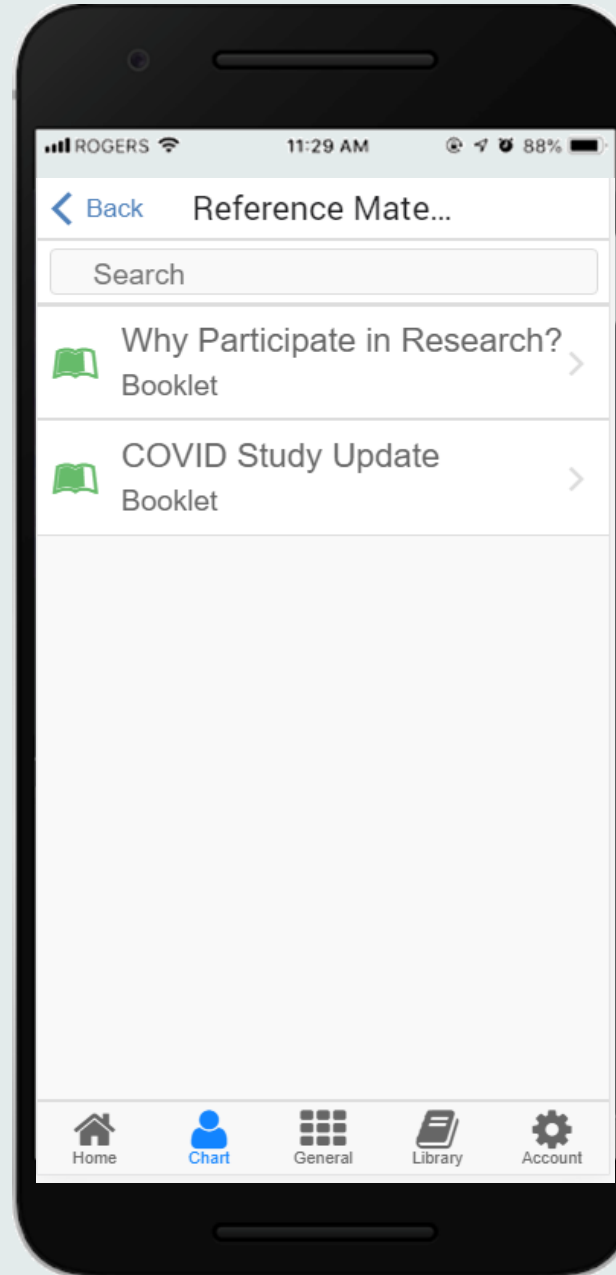 ROGERS 11:29 AM 88%
Back Reference Mate...
Search
Why Participate in Research?
Booklet
COVID Study Update
Booklet
Home Chart General Library Account